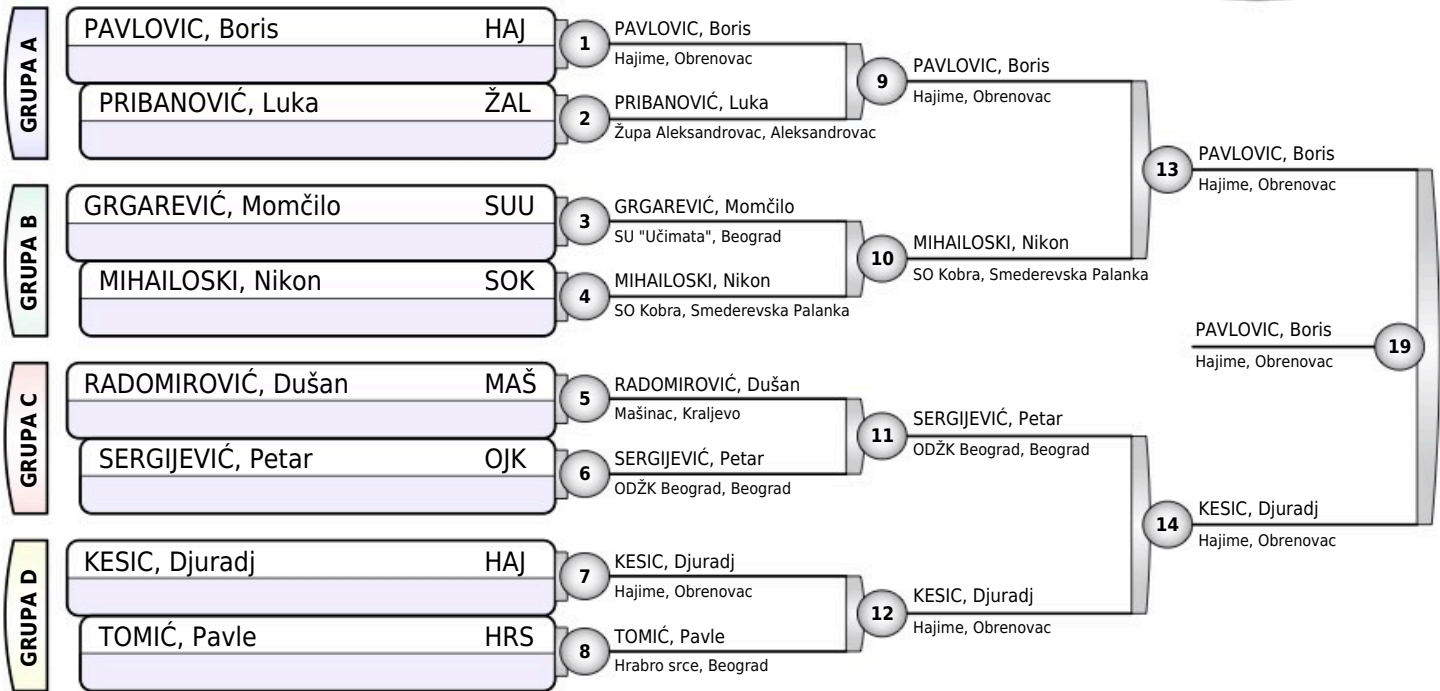 GRUPA A
PAVLOVIC, Boris HAJ
PRIBANOVIĆ, Luka ŽAL
1
PAVLOVIC, Boris
Hajime, Obrenovac
2
PRIBANOVIĆ, Luka
Župa Aleksandrovac, Aleksandrovac
9
PAVLOVIC, Boris
Hajime, Obrenovac
GRUPA B
GRGAREVIĆ, Momčilo SUU
MIHAILOSKI, Nikon SOK
3
GRGAREVIĆ, Momčilo
SU "Učimata", Beograd
4
MIHAILOSKI, Nikon
SO Kobra, Smederevska Palanka
10
MIHAILOSKI, Nikon
SO Kobra, Smederevska Palanka
13
PAVLOVIC, Boris
Hajime, Obrenovac
GRUPA C
RADOMIROVIĆ, Dušan MAŠ
SERGIJEVIĆ, Petar OJK
5
RADOMIROVIĆ, Dušan
Mašinac, Kraljevo
6
SERGIJEVIĆ, Petar
ODŽK Beograd, Beograd
11
SERGIJEVIĆ, Petar
ODŽK Beograd, Beograd
GRUPA D
KESIC, Djuradj HAJ
TOMIĆ, Pavle HRS
7
KESIC, Djuradj
Hajime, Obrenovac
8
TOMIĆ, Pavle
Hrabro srce, Beograd
12
KESIC, Djuradj
Hajime, Obrenovac
14
KESIC, Djuradj
Hajime, Obrenovac
PAVLOVIC, Boris
Hajime, Obrenovac
19